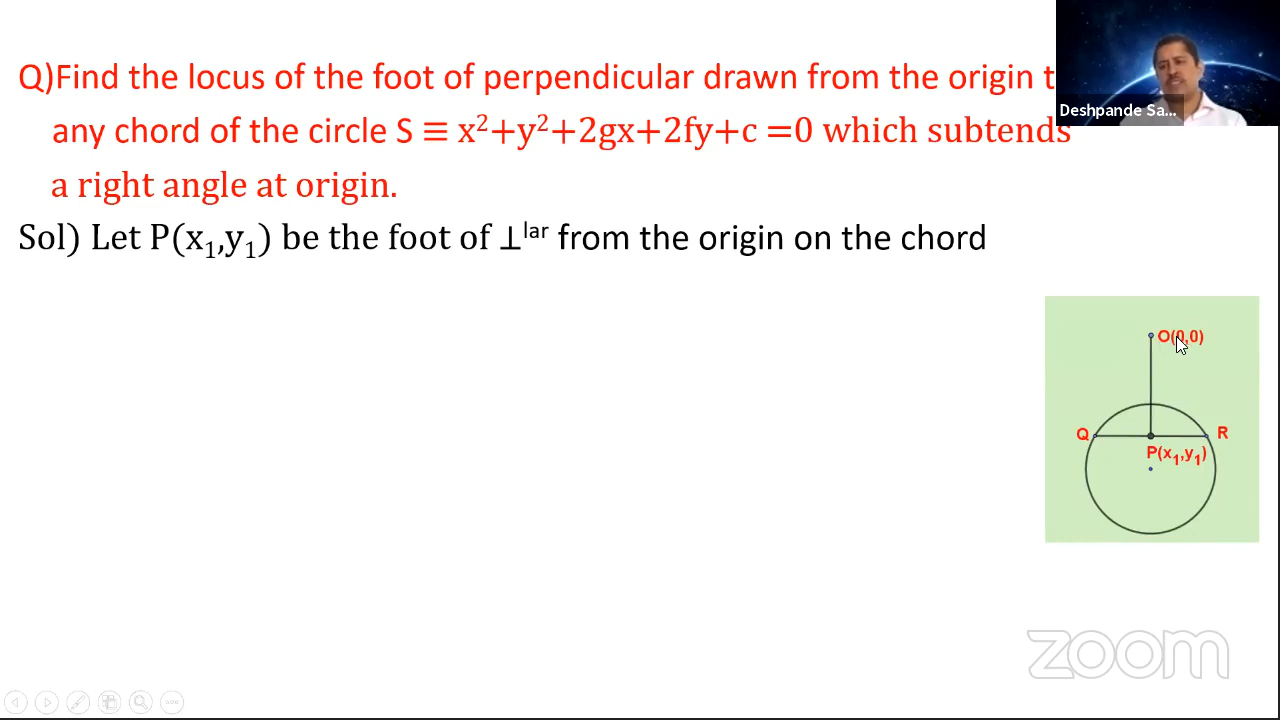 Q)Find the locus of the foot of perpendicular drawn from the origin t
any chord of the circle S ≡ x²+y²+2gx+2fy+c =0 which subtends
a right angle at origin.
Sol) Let P(x₁,y₁) be the foot of ⊥ˡᵃʳ from the origin on the chord
Deshpande Sa...
O(0,0)
Q
R
P(x₁,y₁)
zoom